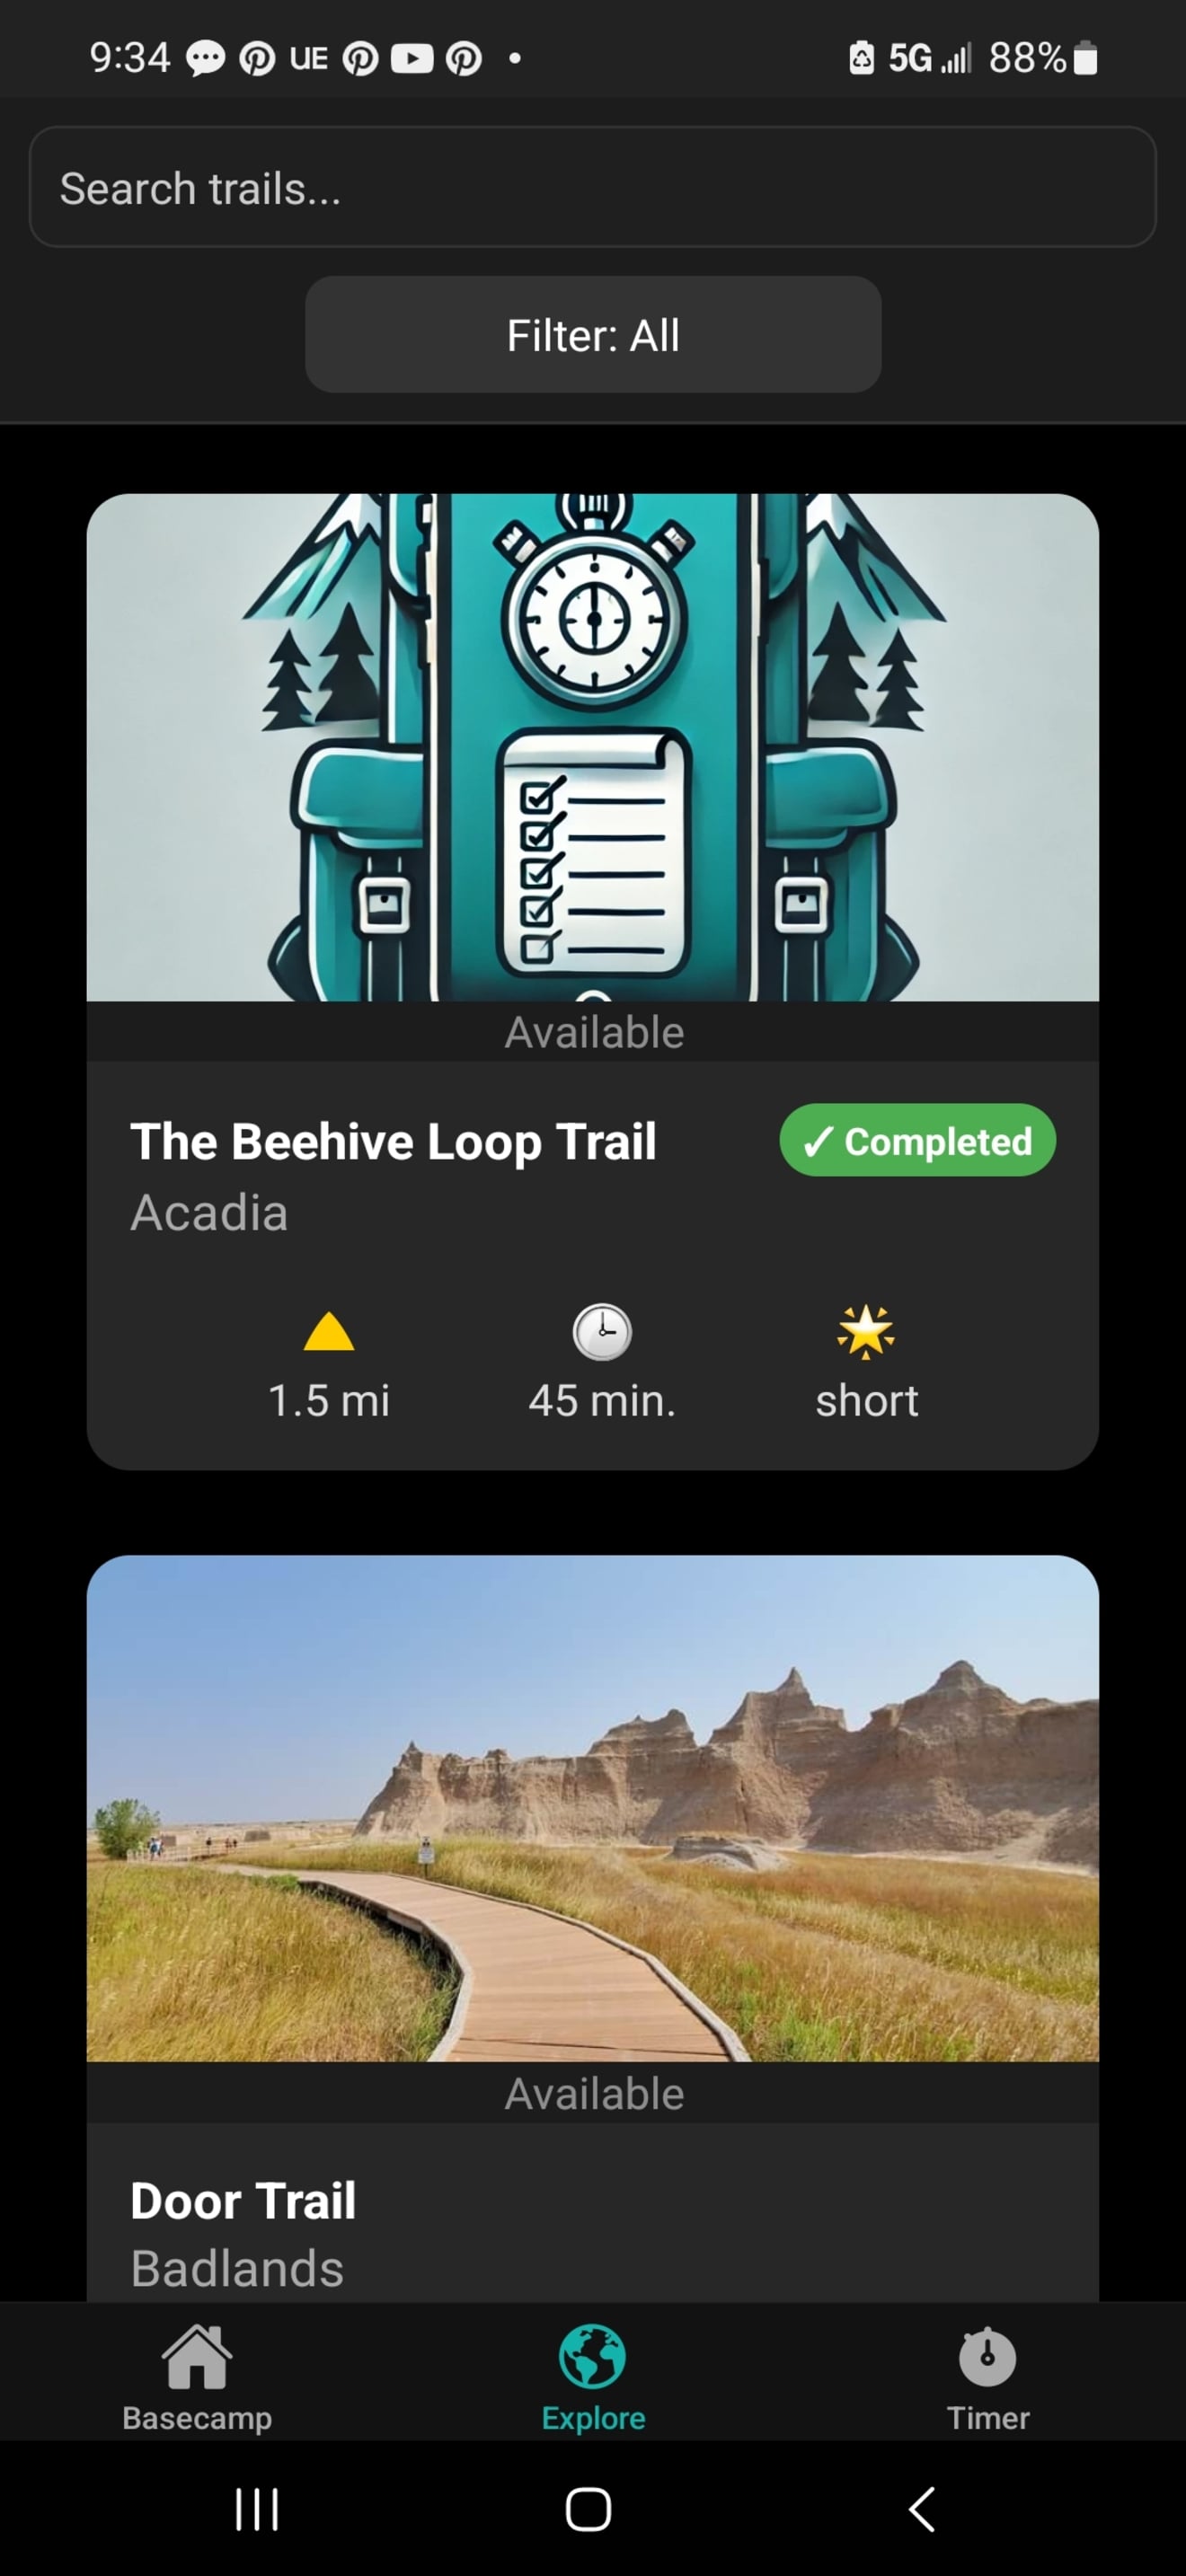 9:34 UE 5G 88%
Search trails...
Filter: All
Available
The Beehive Loop Trail ✓ Completed
Acadia
1.5 mi 45 min. short
Available
Door Trail
Badlands
Basecamp Explore Timer